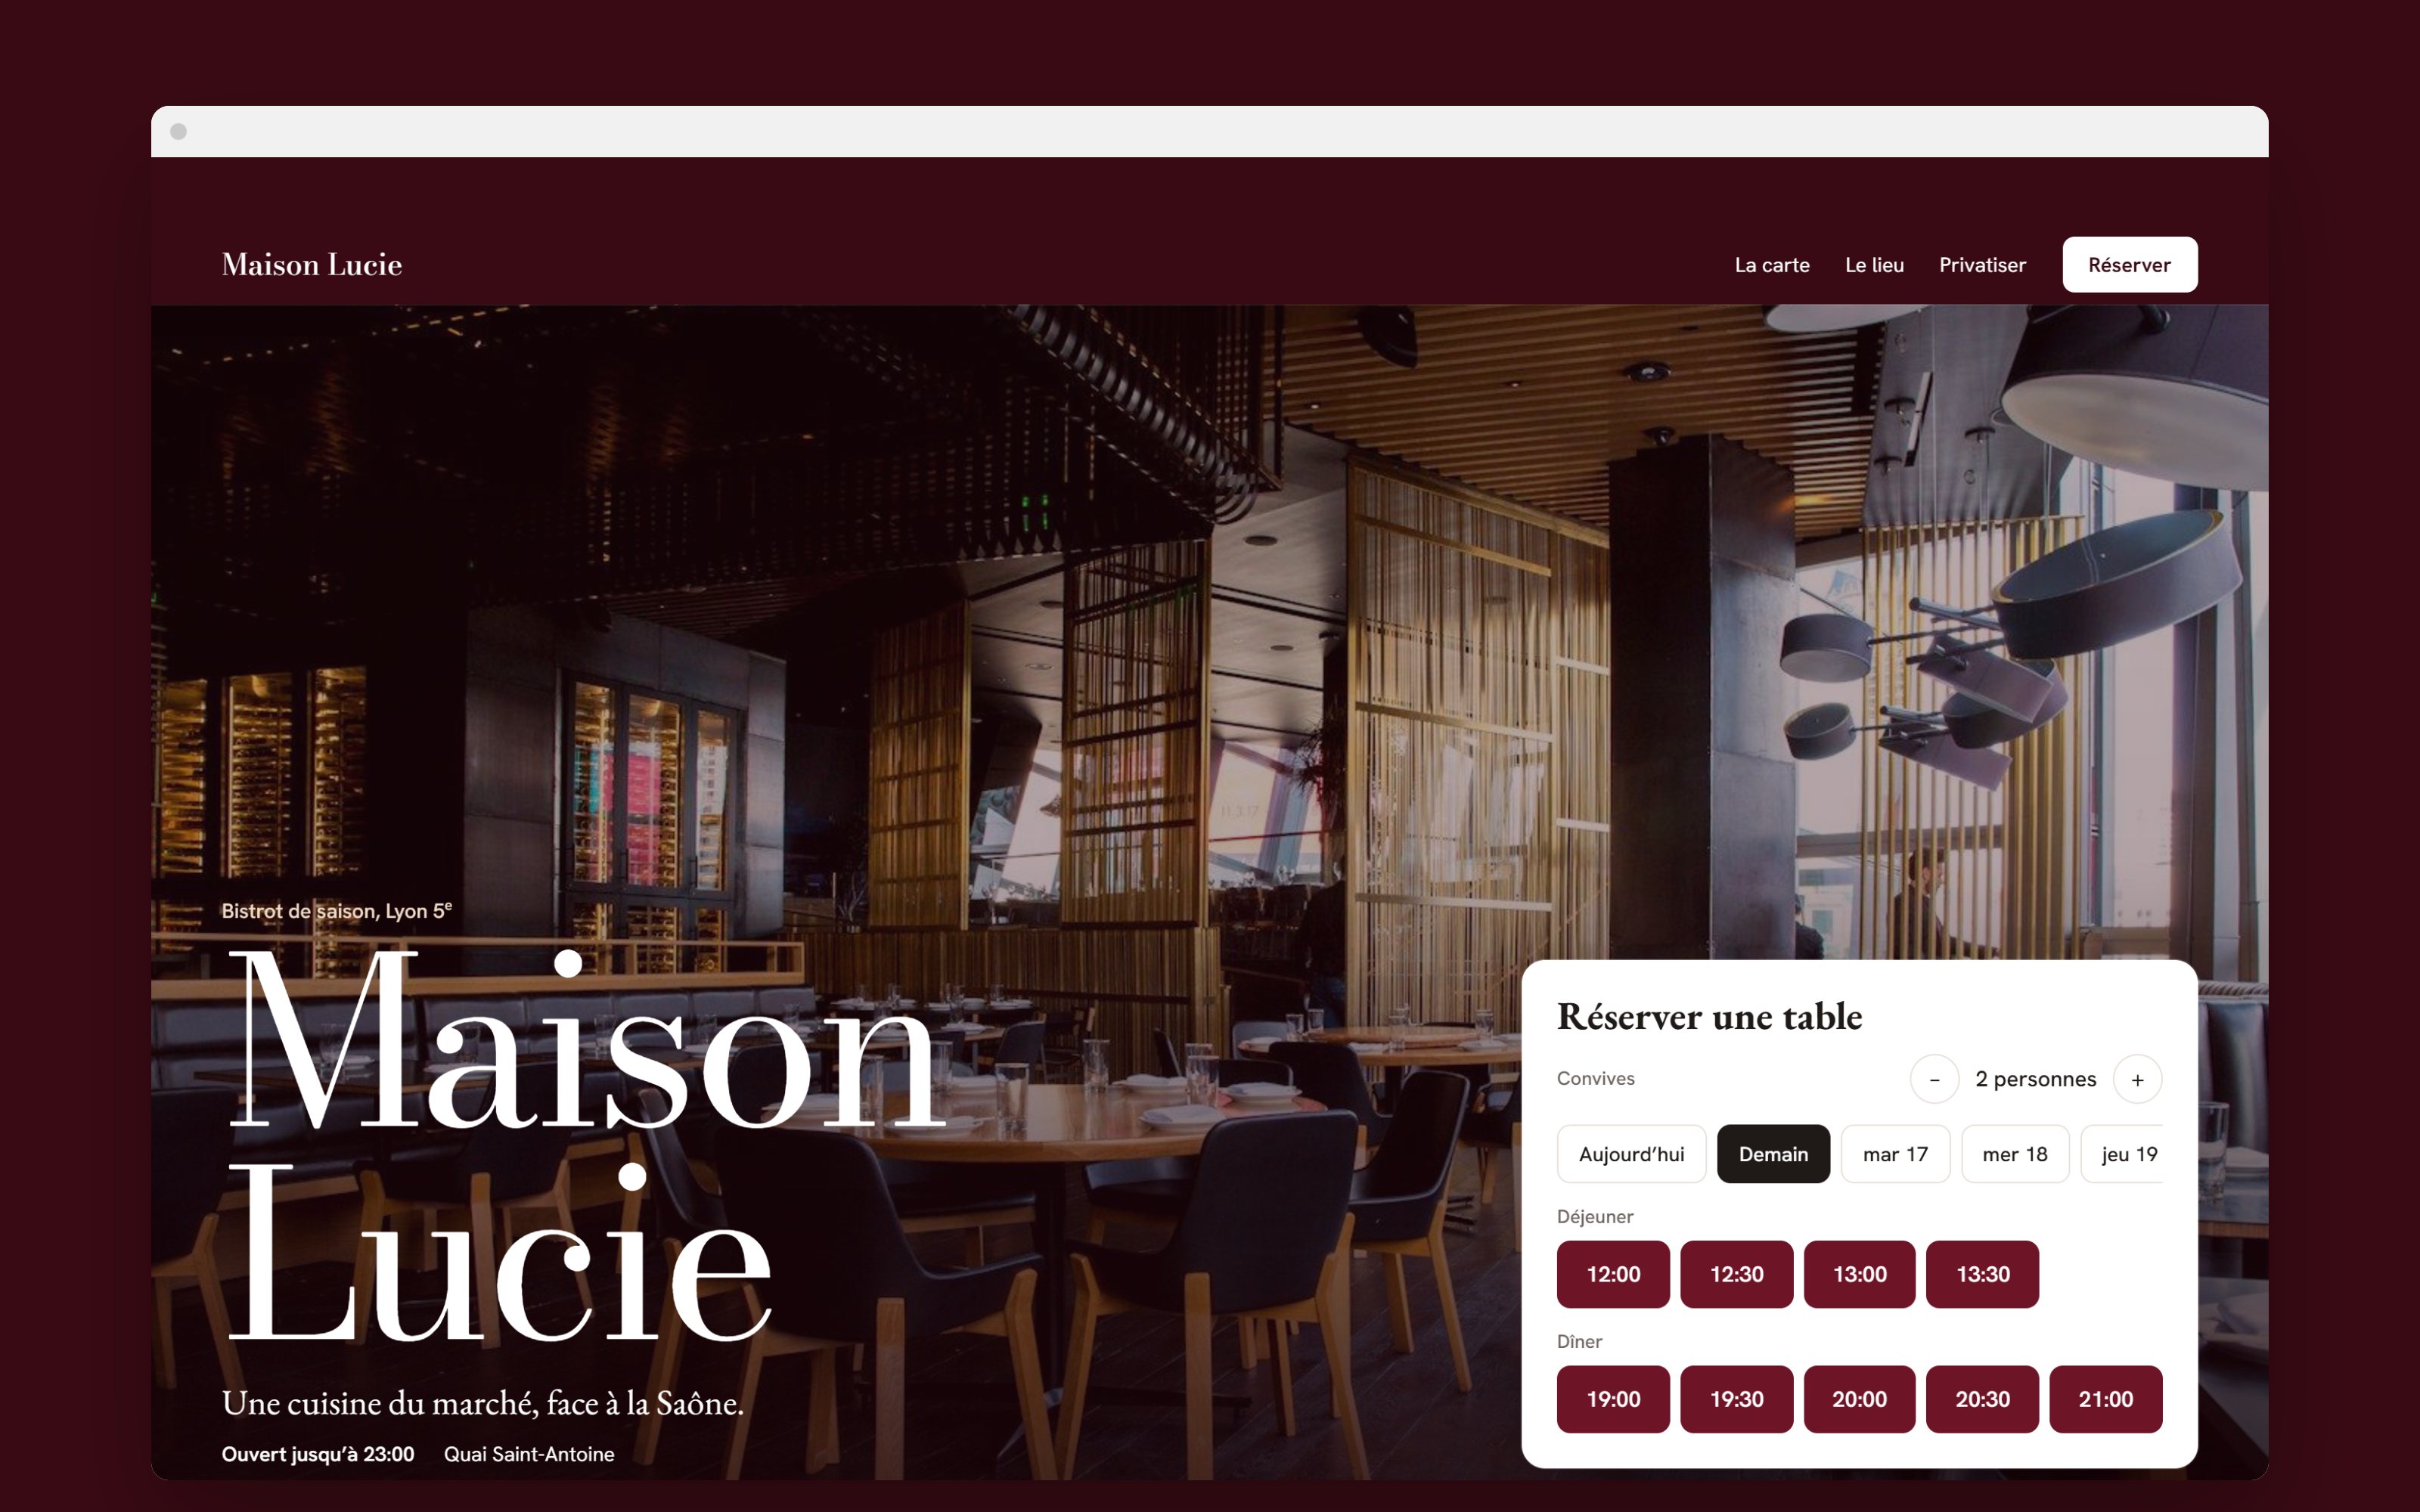 Maison Lucie
La carte Le lieu Privatiser Réserver
Bistrot de saison, Lyon 5ᵉ
Maison
Lucie
Une cuisine du marché, face à la Saône.
Ouvert jusqu’à 23:00 Quai Saint-Antoine
Réserver une table
Convives – 2 personnes +
Aujourd’hui Demain mar 17 mer 18 jeu 19
Déjeuner
12:00 12:30 13:00 13:30
Dîner
19:00 19:30 20:00 20:30 21:00